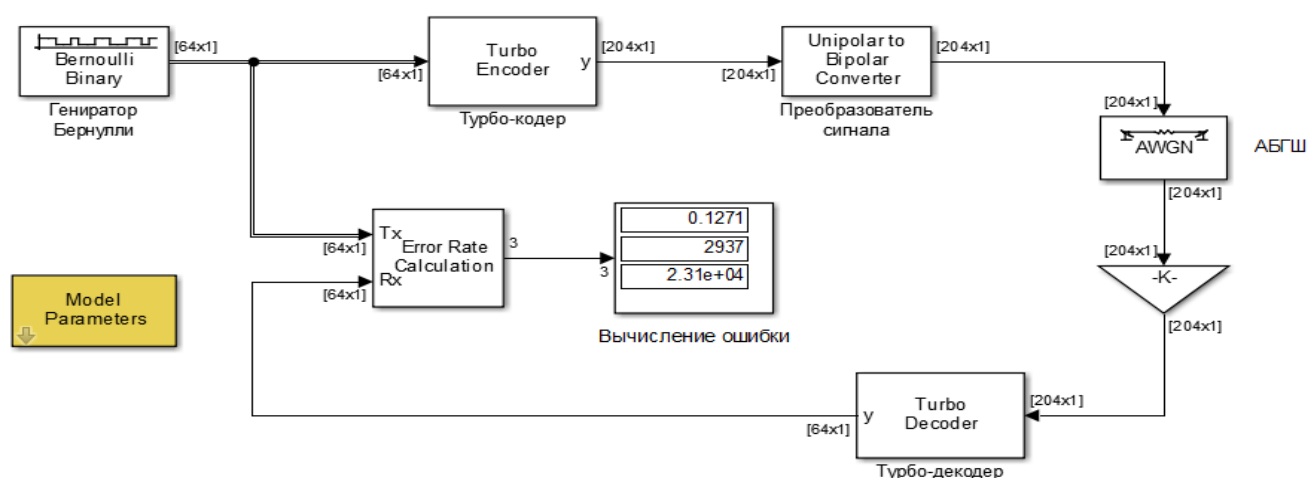 Bernoulli
Binary
[64x1]
Гениратор
Бернулли
[64x1]
Turbo
Encoder
y
[204x1]
Турбо-кодер
[204x1]
Unipolar to
Bipolar
Converter
[204x1]
Преобразователь
сигнала
[204x1]
AWGN
АБГШ
[204x1]
[204x1]
-K-
[204x1]
Tx
[64x1]
Error Rate
Calculation
Rx
[64x1]
3
3
0.1271
2937
2.31e+04
Вычисление ошибки
Model
Parameters
[204x1]
Turbo
Decoder
y
[64x1]
Турбо-декодер